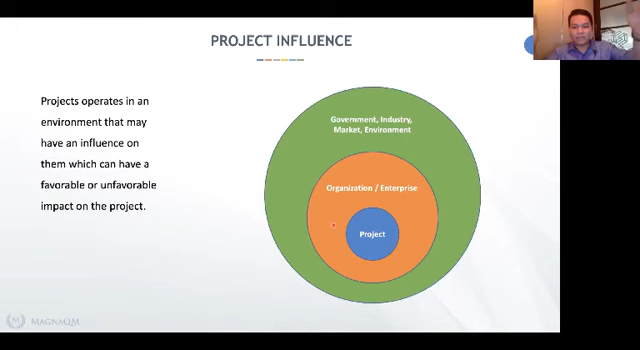 PROJECT INFLUENCE
Projects operates in an
environment that may
have an influence on
them which can have a
favorable or unfavorable
impact on the project.
Government, Industry,
Market, Environment
Organization / Enterprise
Project
MAGNAQM